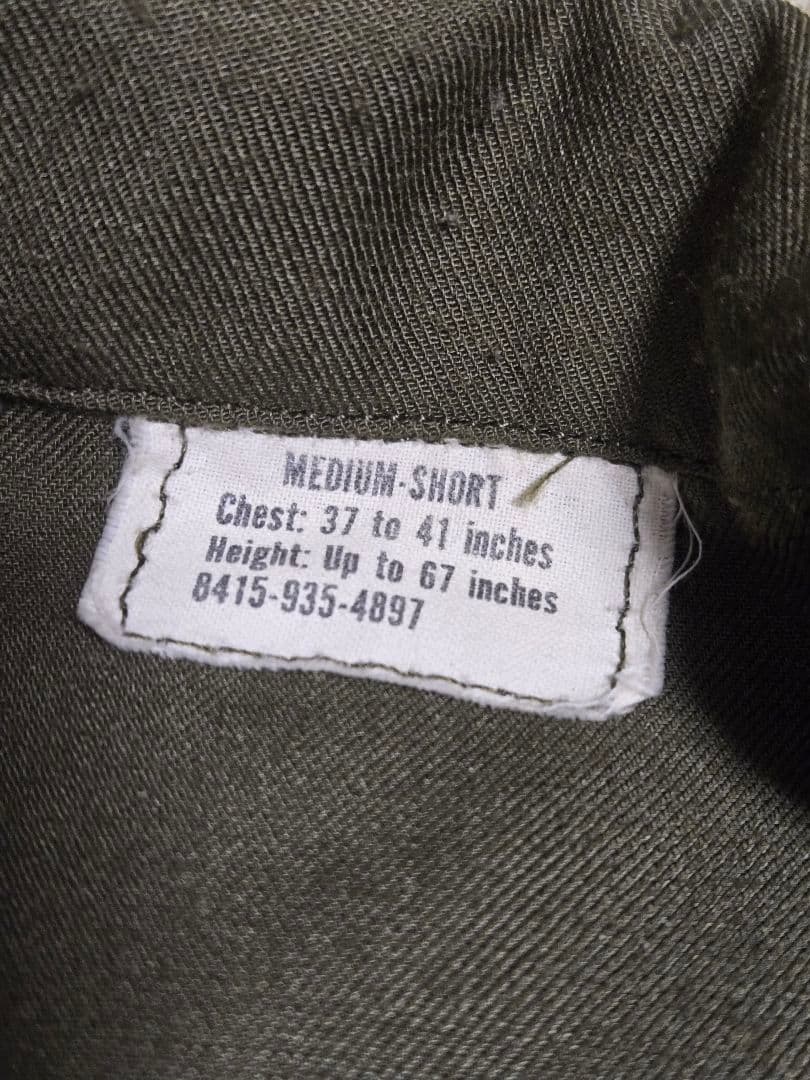 MEDIUM-SHORT
Chest: 37 to 41 inches
Height: Up to 67 inches
8415-935-4897